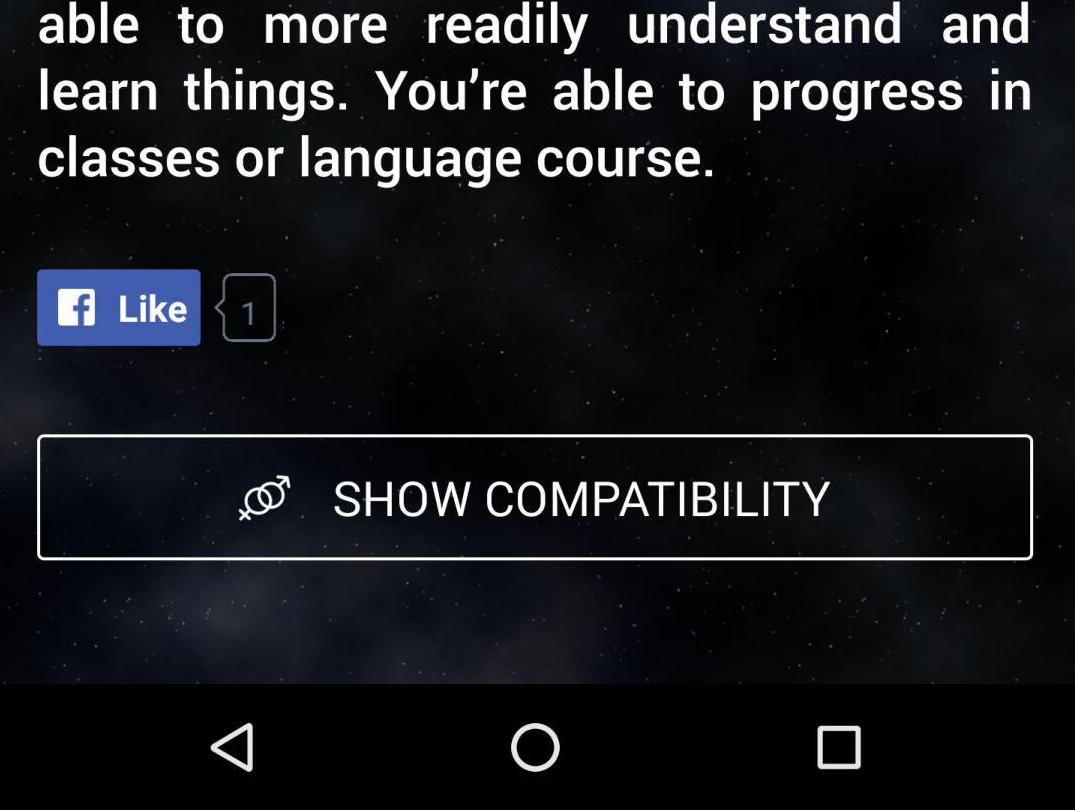 able to more readily understand and
learn things. You’re able to progress in
classes or language course.
Like 1
SHOW COMPATIBILITY